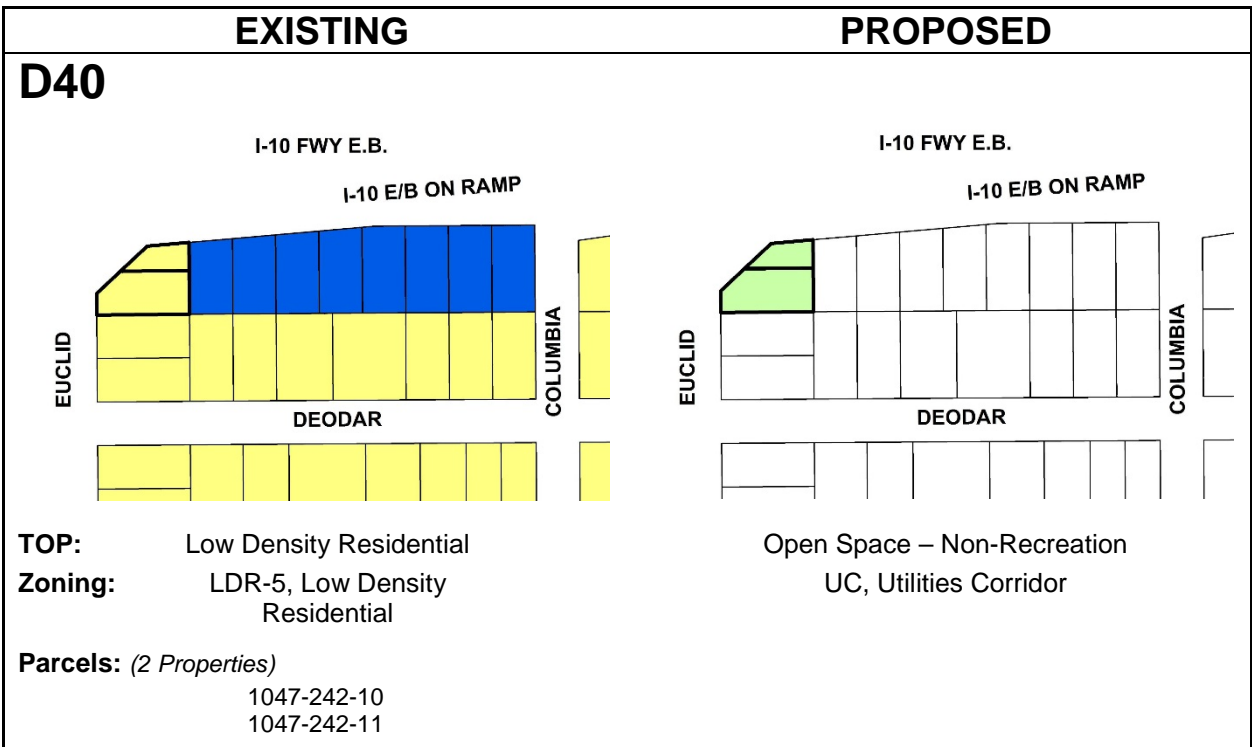 EXISTING
PROPOSED
D40
I-10 FWY E.B.
I-10 E/B ON RAMP
EUCLID
COLUMBIA
DEODAR
I-10 FWY E.B.
I-10 E/B ON RAMP
EUCLID
COLUMBIA
DEODAR
TOP: Low Density Residential
Open Space – Non-Recreation
Zoning: LDR-5, Low Density
Residential
UC, Utilities Corridor
Parcels: (2 Properties)
1047-242-10
1047-242-11